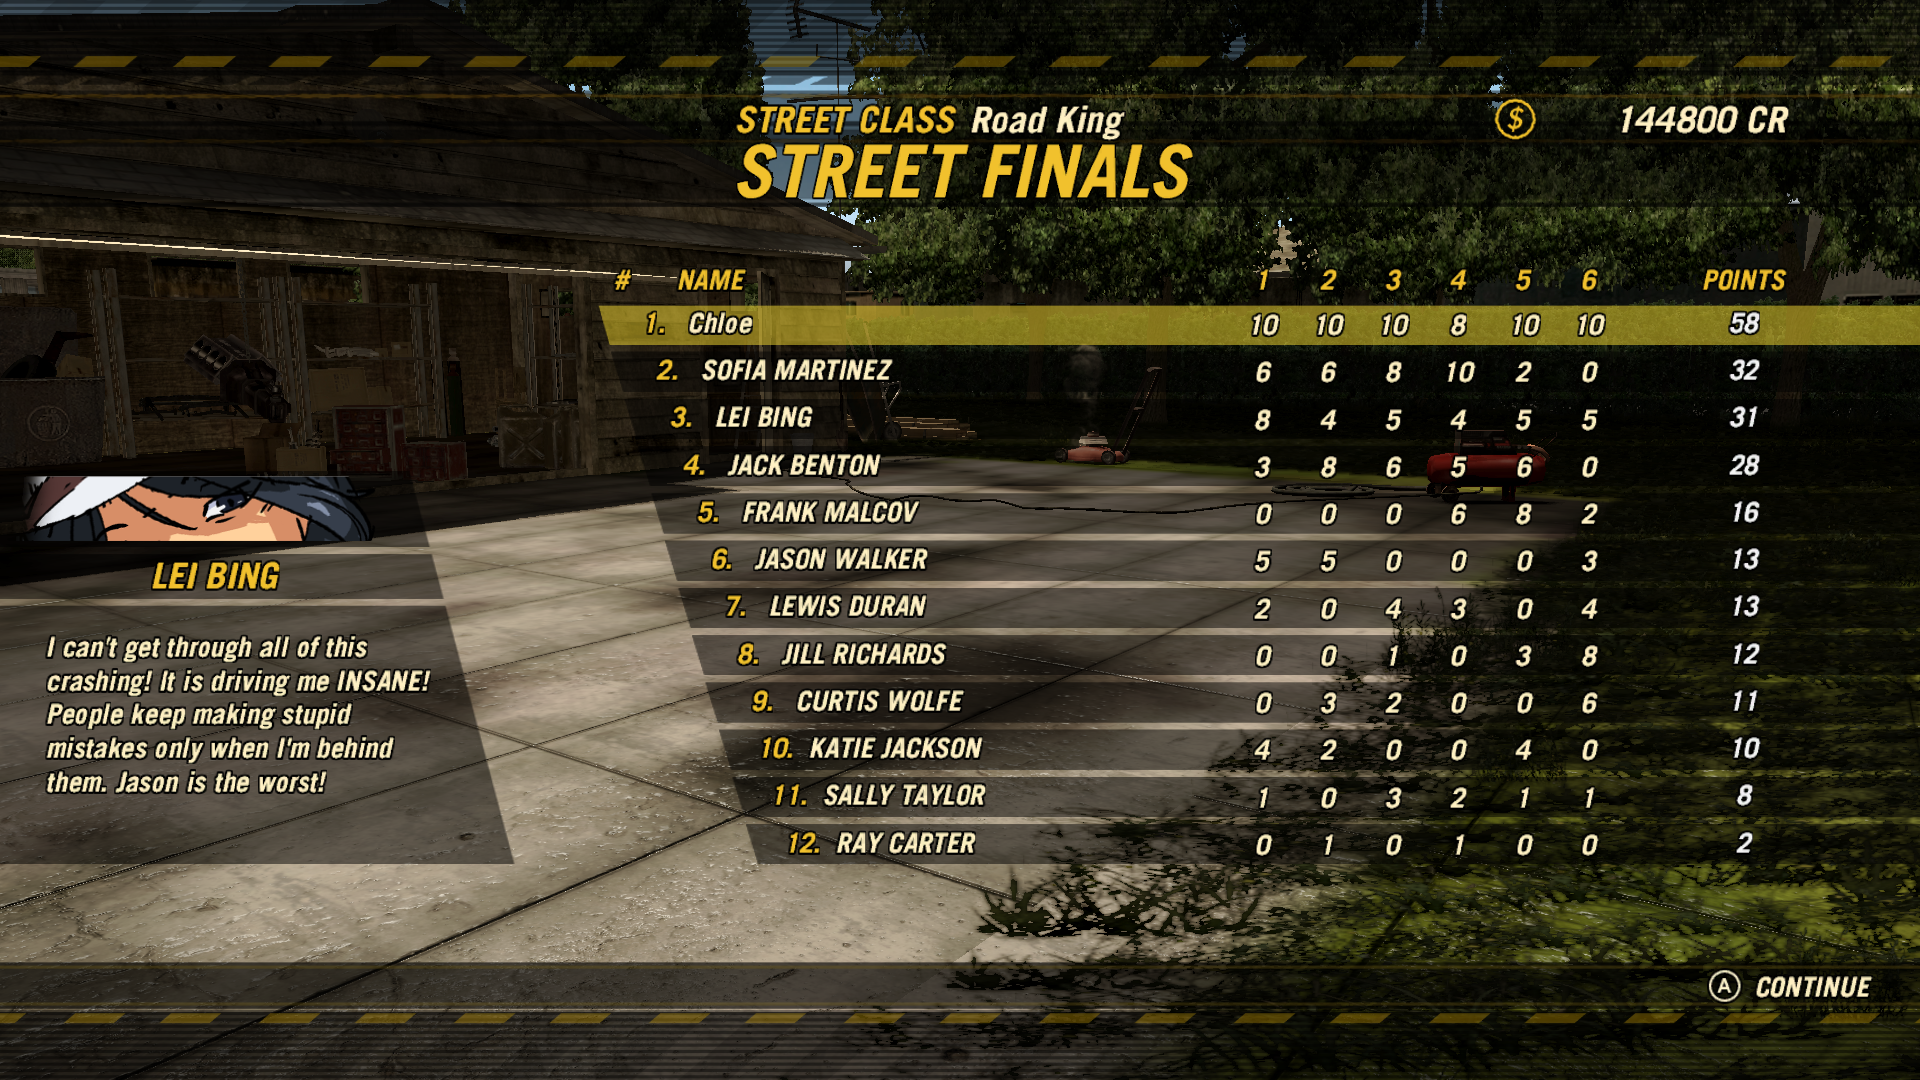 STREET CLASS Road King
$ 144800 CR
STREET FINALS
# NAME 1 2 3 4 5 6 POINTS
1. Chloe 10 10 10 8 10 10 58
2. SOFIA MARTINEZ 6 6 8 10 2 0 32
3. LEI BING 8 4 5 4 5 5 31
4. JACK BENTON 3 8 6 5 6 0 28
5. FRANK MALCOV 0 0 0 6 8 2 16
6. JASON WALKER 5 5 0 0 0 3 13
7. LEWIS DURAN 2 0 4 3 0 4 13
8. JILL RICHARDS 0 0 1 0 3 8 12
9. CURTIS WOLFE 0 3 2 0 0 6 11
10. KATIE JACKSON 4 2 0 0 4 0 10
11. SALLY TAYLOR 1 0 3 2 1 1 8
12. RAY CARTER 0 1 0 1 0 0 2
LEI BING
I can't get through all of this
crashing! It is driving me INSANE!
People keep making stupid
mistakes only when I'm behind
them. Jason is the worst!
A CONTINUE